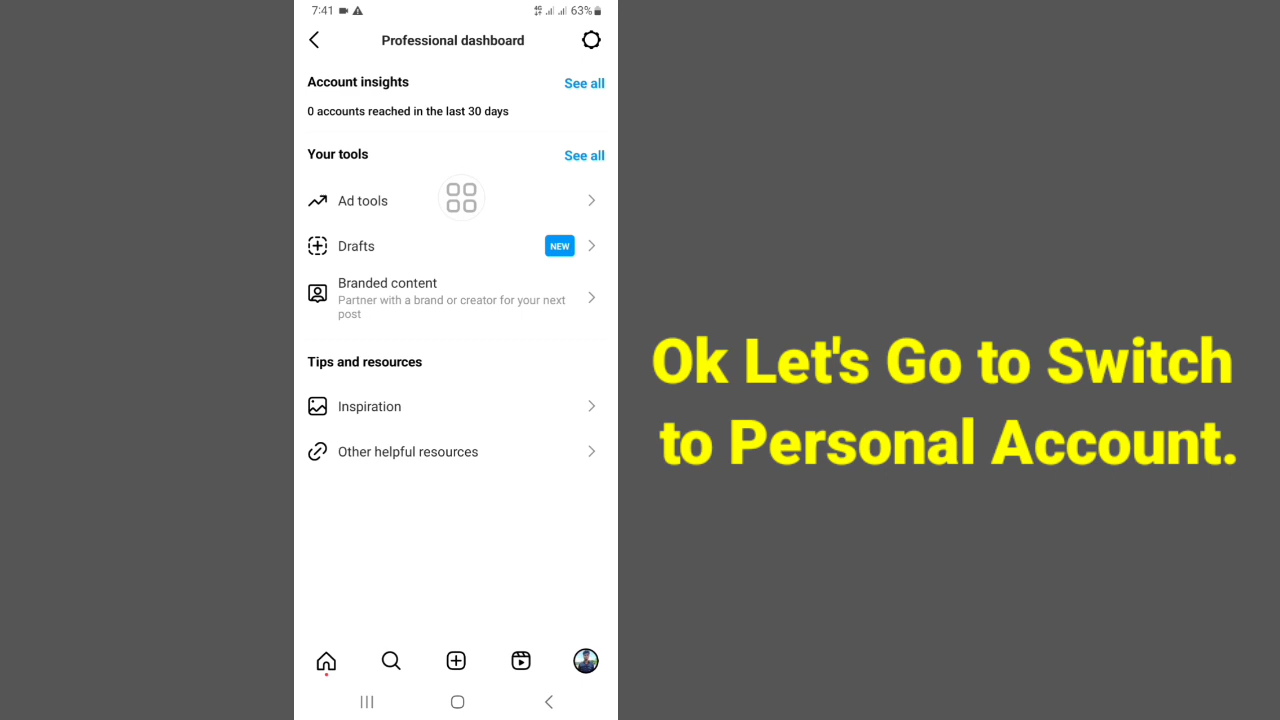 7:41 4G 63%
Professional dashboard
Account insights See all
0 accounts reached in the last 30 days
Your tools See all
Ad tools
Drafts NEW
Branded content
Partner with a brand or creator for your next
post
Tips and resources
Inspiration
Other helpful resources
Ok Let's Go to Switch
to Personal Account.